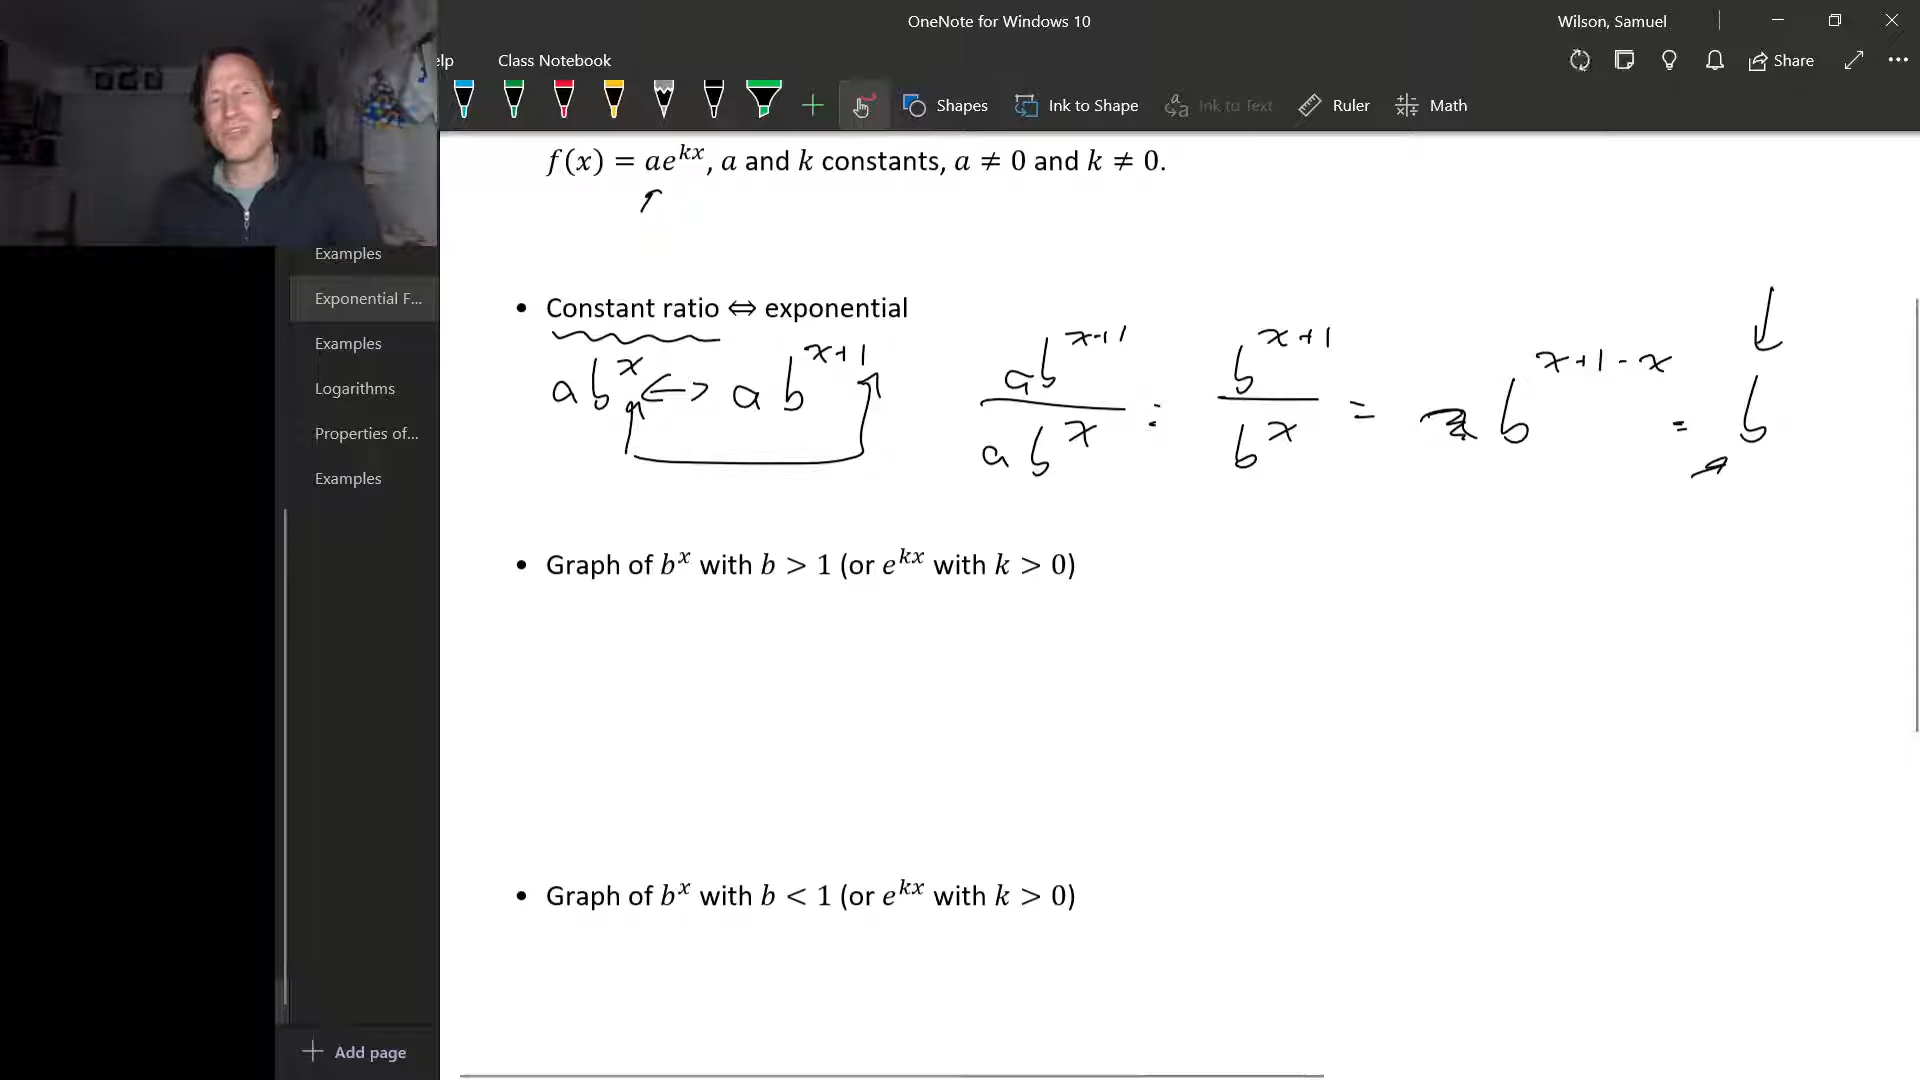 OneNote for Windows 10
Wilson, Samuel
elp
Class Notebook
Share
Shapes
Ink to Shape
Ink to Text
Ruler
Math
f(x) = ae^{kx}, a and k constants, a ≠ 0 and k ≠ 0.
Examples
Exponential F...
Examples
Logarithms
Properties of...
Examples
Add page
• Constant ratio ⇔ exponential
ab^x ↔ ab^{x+1} \frac{ab^{x+1}}{ab^x} = \frac{b^{x+1}}{b^x} = b^{x+1-x} = b
• Graph of b^x with b > 1 (or e^{kx} with k > 0)
• Graph of b^x with b < 1 (or e^{kx} with k > 0)